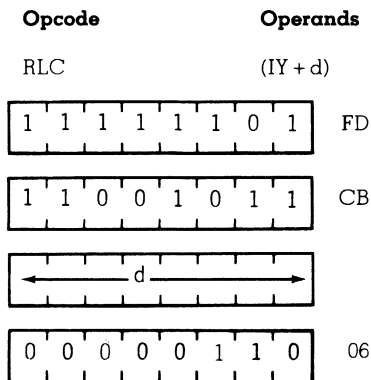 Opcode Operands
RLC (IY + d)
1 1 1 1 1 1 0 1 FD
1 1 0 0 1 0 1 1 CB
d
0 0 0 0 0 1 1 0 06